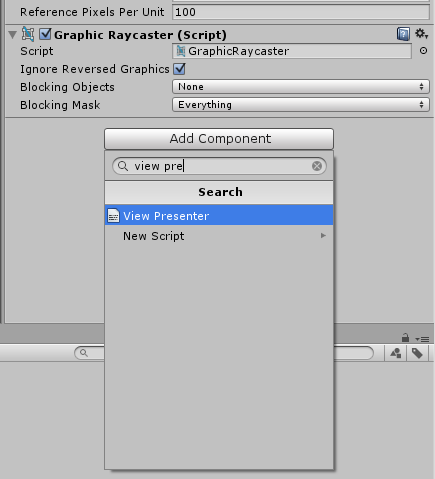 Reference Pixels Per Unit 100
Graphic Raycaster (Script)
Script GraphicRaycaster
Ignore Reversed Graphics
Blocking Objects None
Blocking Mask Everything
Add Component
view pre
Search
View Presenter
New Script